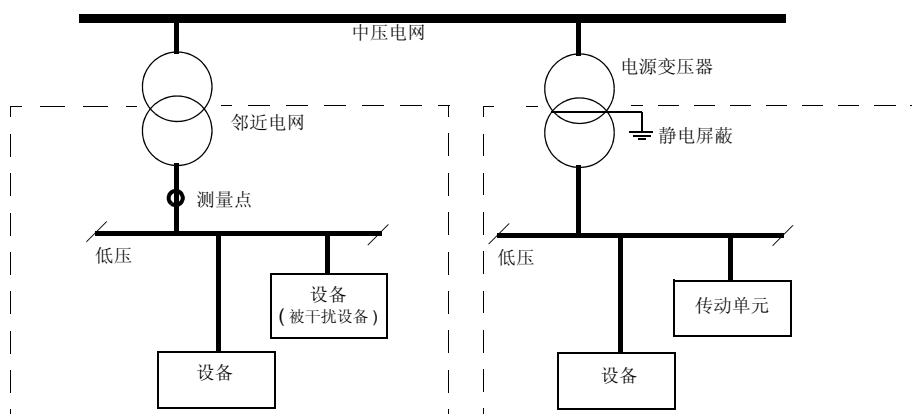 中压电网
电源变压器
邻近电网
静电屏蔽
测量点
低压
低压
设备
(被干扰设备)
传动单元
设备
设备